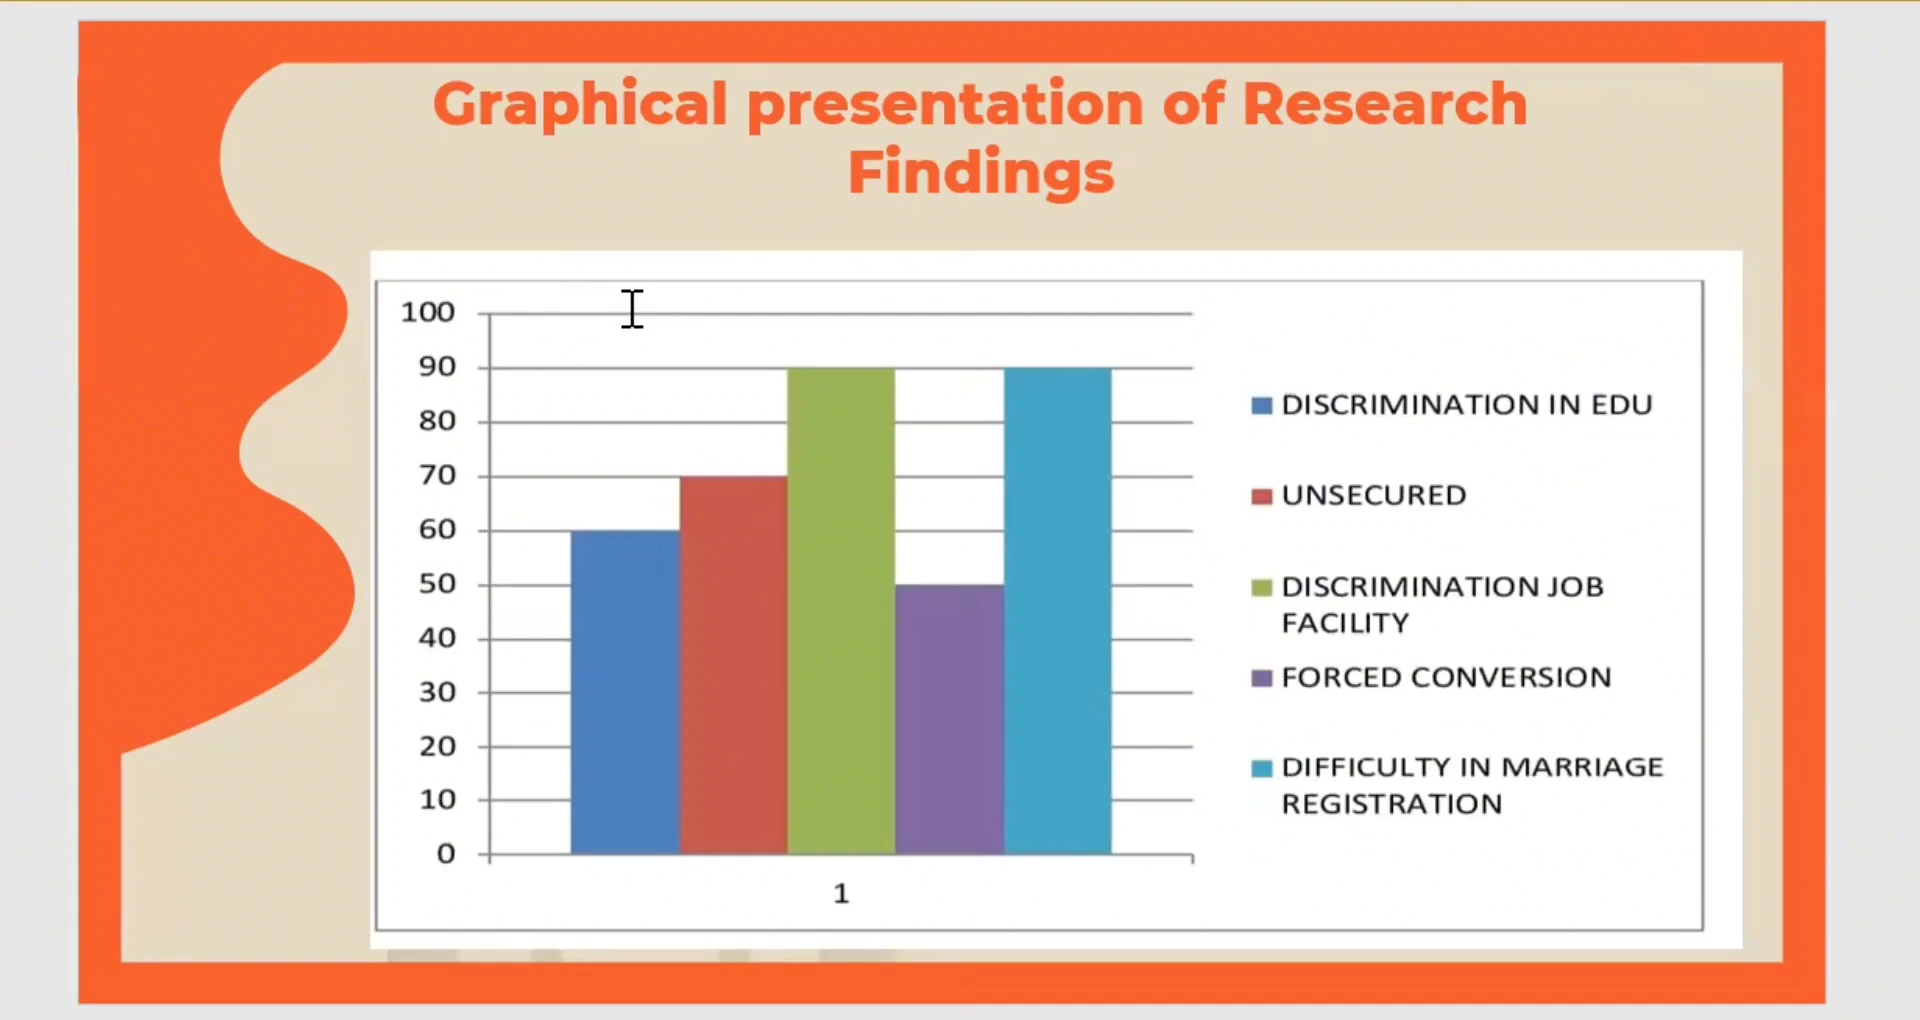 Graphical presentation of Research
Findings
100
90
80
70
60
50
40
30
20
10
0
1
DISCRIMINATION IN EDU
UNSECURED
DISCRIMINATION JOB
FACILITY
FORCED CONVERSION
DIFFICULTY IN MARRIAGE
REGISTRATION